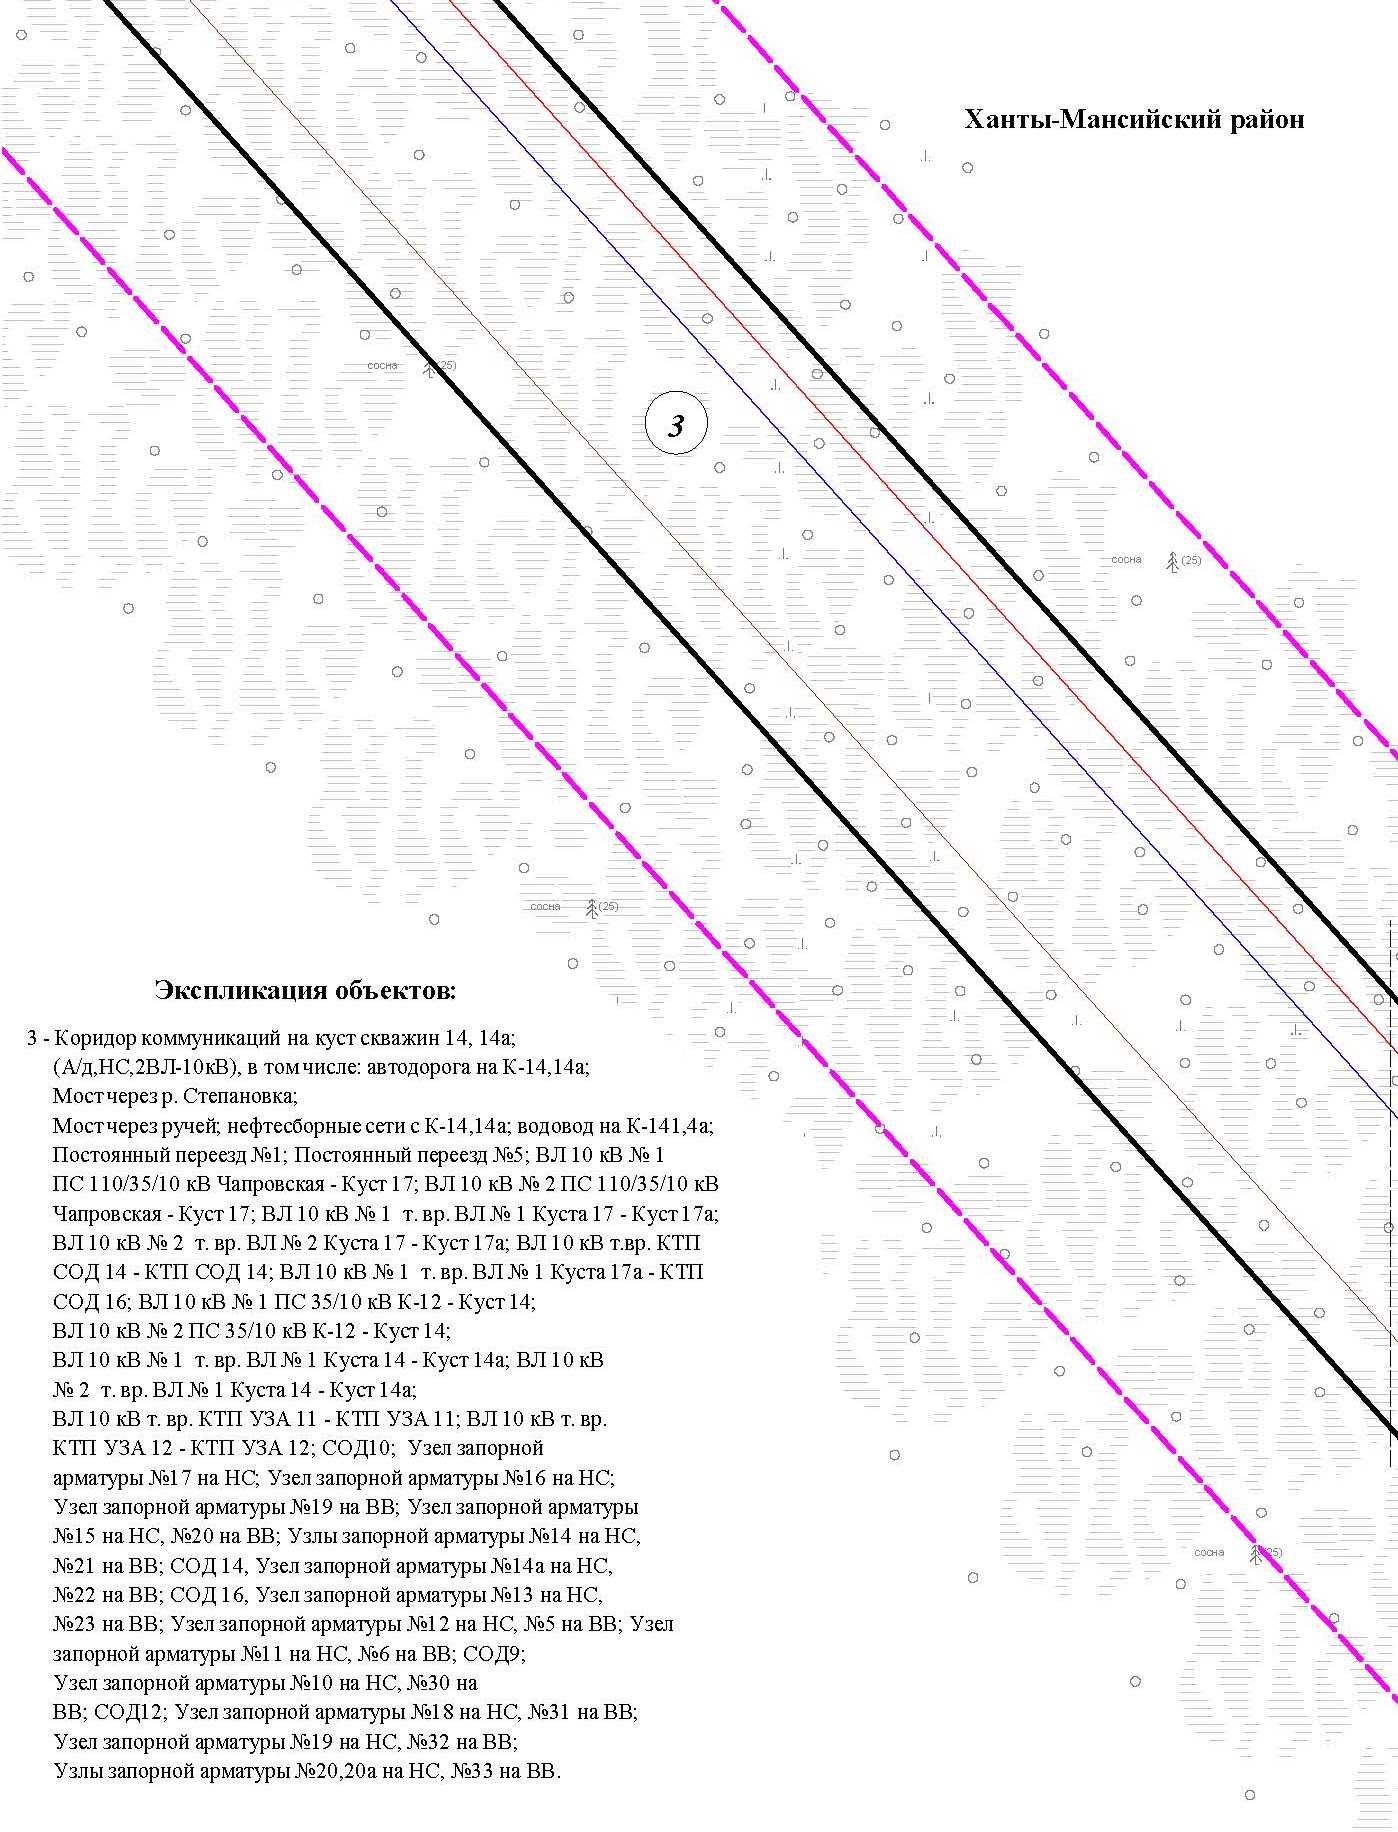 Ханты-Мансийский район
сосна (25)
3
сосна (25)
сосна (25)
Экспликация объектов:
3 - Коридор коммуникаций на куст скважин 14, 14а;
(А/д,НС,2ВЛ-10кВ), в том числе: автодорога на К-14,14а;
Мост через р. Степановка;
Мост через ручей; нефтесборные сети с К-14,14а; водовод на К-141,4а;
Постоянный переезд №1; Постоянный переезд №5; ВЛ 10 кВ № 1
ПС 110/35/10 кВ Чапровская - Куст 17; ВЛ 10 кВ № 2 ПС 110/35/10 кВ
Чапровская - Куст 17; ВЛ 10 кВ № 1 т. вр. ВЛ № 1 Куста 17 - Куст 17а;
ВЛ 10 кВ № 2 т. вр. ВЛ № 2 Куста 17 - Куст 17а; ВЛ 10 кВ т.вр. КТП
СОД 14 - КТП СОД 14; ВЛ 10 кВ № 1 т. вр. ВЛ № 1 Куста 17а - КТП
СОД 16; ВЛ 10 кВ № 1 ПС 35/10 кВ К-12 - Куст 14;
ВЛ 10 кВ № 2 ПС 35/10 кВ К-12 - Куст 14;
ВЛ 10 кВ № 1 т. вр. ВЛ № 1 Куста 14 - Куст 14а; ВЛ 10 кВ
№ 2 т. вр. ВЛ № 1 Куста 14 - Куст 14а;
ВЛ 10 кВ т. вр. КТП УЗА 11 - КТП УЗА 11; ВЛ 10 кВ т. вр.
КТП УЗА 12 - КТП УЗА 12; СОД10; Узел запорной
арматуры №17 на НС; Узел запорной арматуры №16 на НС;
Узел запорной арматуры №19 на ВВ; Узел запорной арматуры
№15 на НС, №20 на ВВ; Узлы запорной арматуры №14 на НС,
№21 на ВВ; СОД 14, Узел запорной арматуры №14а на НС,
№22 на ВВ; СОД 16, Узел запорной арматуры №13 на НС,
№23 на ВВ; Узел запорной арматуры №12 на НС, №5 на ВВ; Узел
запорной арматуры №11 на НС, №6 на ВВ; СОД9;
Узел запорной арматуры №10 на НС, №30 на
ВВ; СОД12; Узел запорной арматуры №18 на НС, №31 на ВВ;
Узел запорной арматуры №19 на НС, №32 на ВВ;
Узлы запорной арматуры №20,20а на НС, №33 на ВВ.
сосна (25)